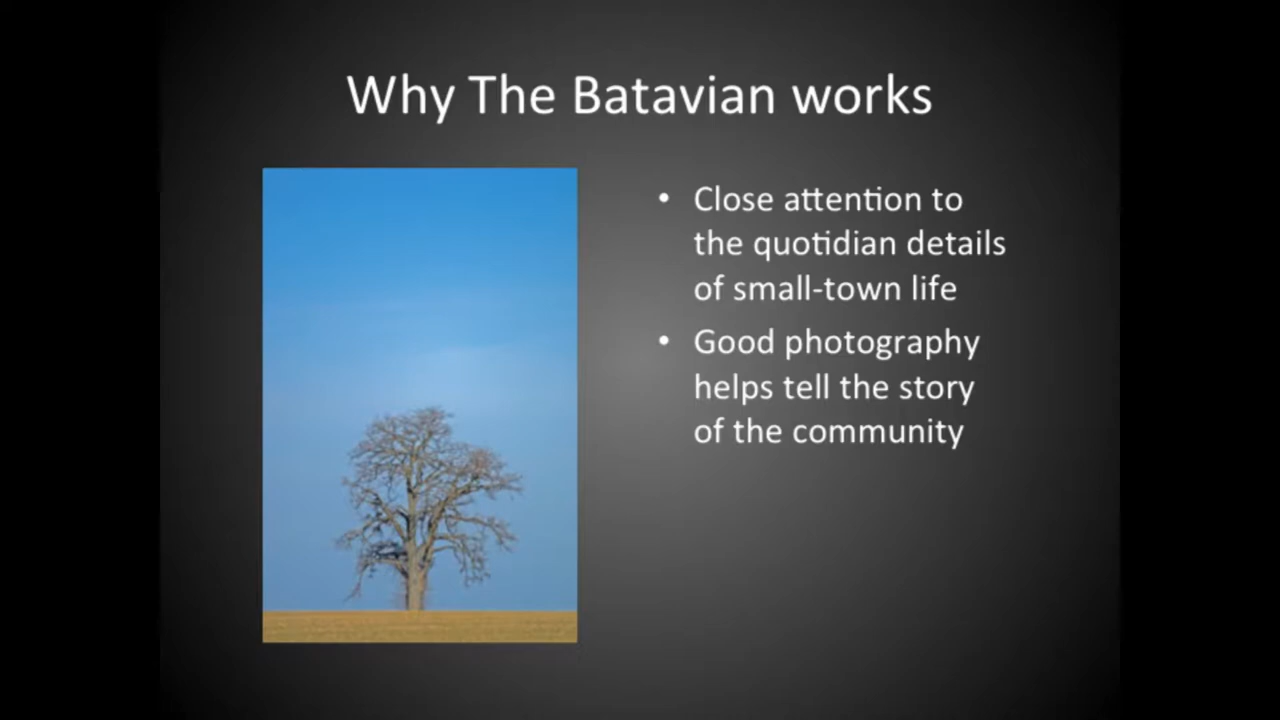 Why The Batavian works
• Close attention to
the quotidian details
of small-town life
• Good photography
helps tell the story
of the community